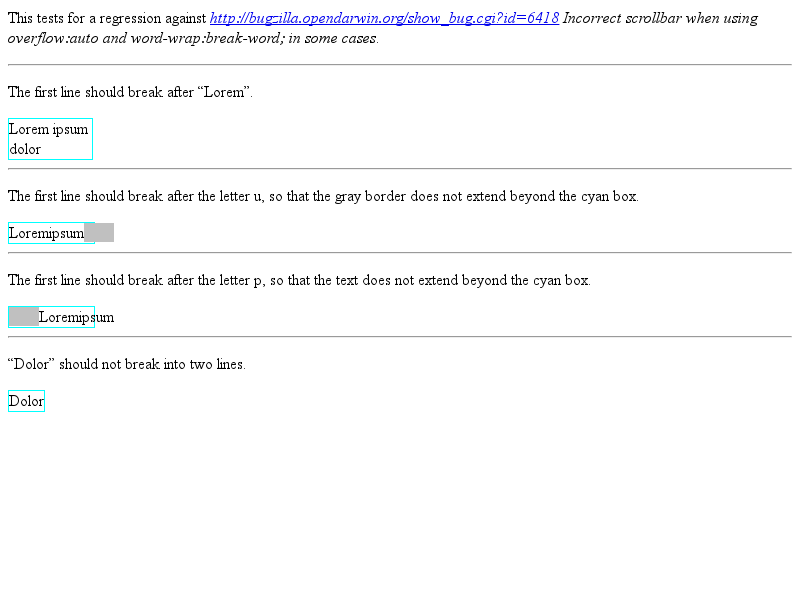 This tests for a regression against http://bugzilla.opendarwin.org/show_bug.cgi?id=6418 Incorrect scrollbar when using
overflow:auto and word-wrap:break-word; in some cases.
The first line should break after “Lorem”.
Lorem ipsum
dolor
The first line should break after the letter u, so that the gray border does not extend beyond the cyan box.
Loremipsum
The first line should break after the letter p, so that the text does not extend beyond the cyan box.
Loremipsum
“Dolor” should not break into two lines.
Dolor